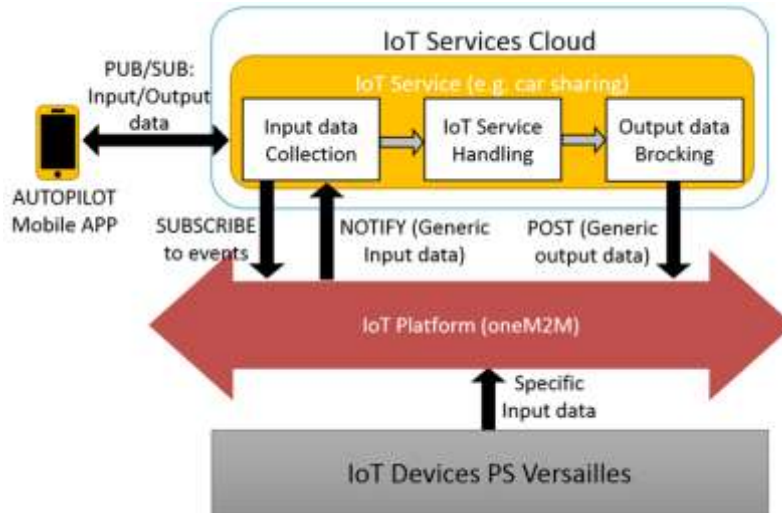 IoT Services Cloud
PUB/SUB:
Input/Output
data
IoT Service (e.g. car sharing)
Input data
Collection
IoT Service
Handling
Output data
Brocking
AUTOPILOT
Mobile APP
SUBSCRIBE
to events
NOTIFY (Generic
Input data)
POST (Generic
output data)
IoT Platform (oneM2M)
Specific
Input data
IoT Devices PS Versailles